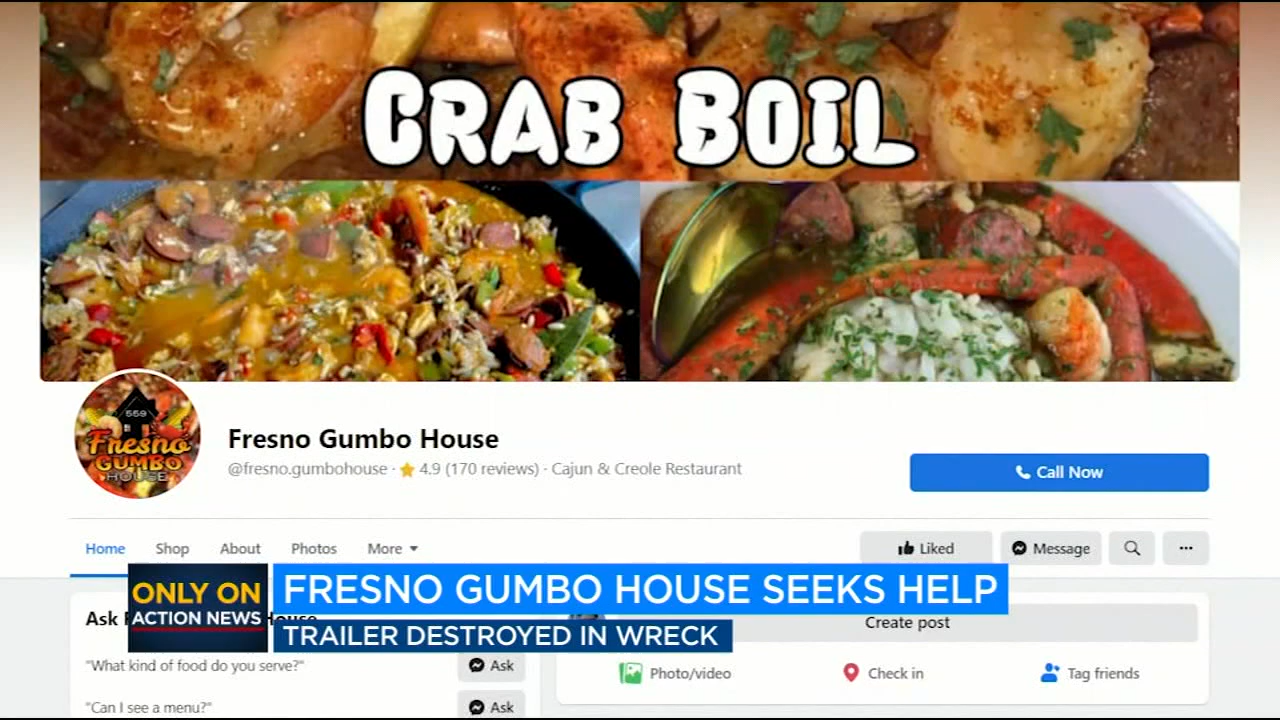 CRAB BOIL
559
Fresno
GUMBO
HOUSE
Fresno Gumbo House
@fresno.gumbohouse · 4.9 (170 reviews) · Cajun & Creole Restaurant
Call Now
Home Shop About Photos More
Liked Message
ONLY ON
ACTION NEWS
FRESNO GUMBO HOUSE SEEKS HELP
TRAILER DESTROYED IN WRECK
Ask
Create post
"What kind of food do you serve?" Ask
Photo/video Check in Tag friends
"Can I see a menu?" Ask